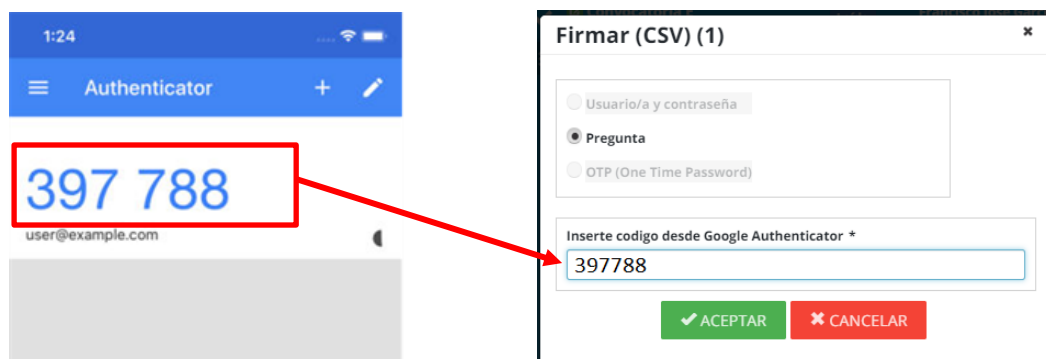 1:24
Authenticator
397 788
user@example.com
Firmar (CSV) (1)
Usuario/a y contraseña
Pregunta
OTP (One Time Password)
Inserte codigo desde Google Authenticator *
397788
ACEPTAR
CANCELAR